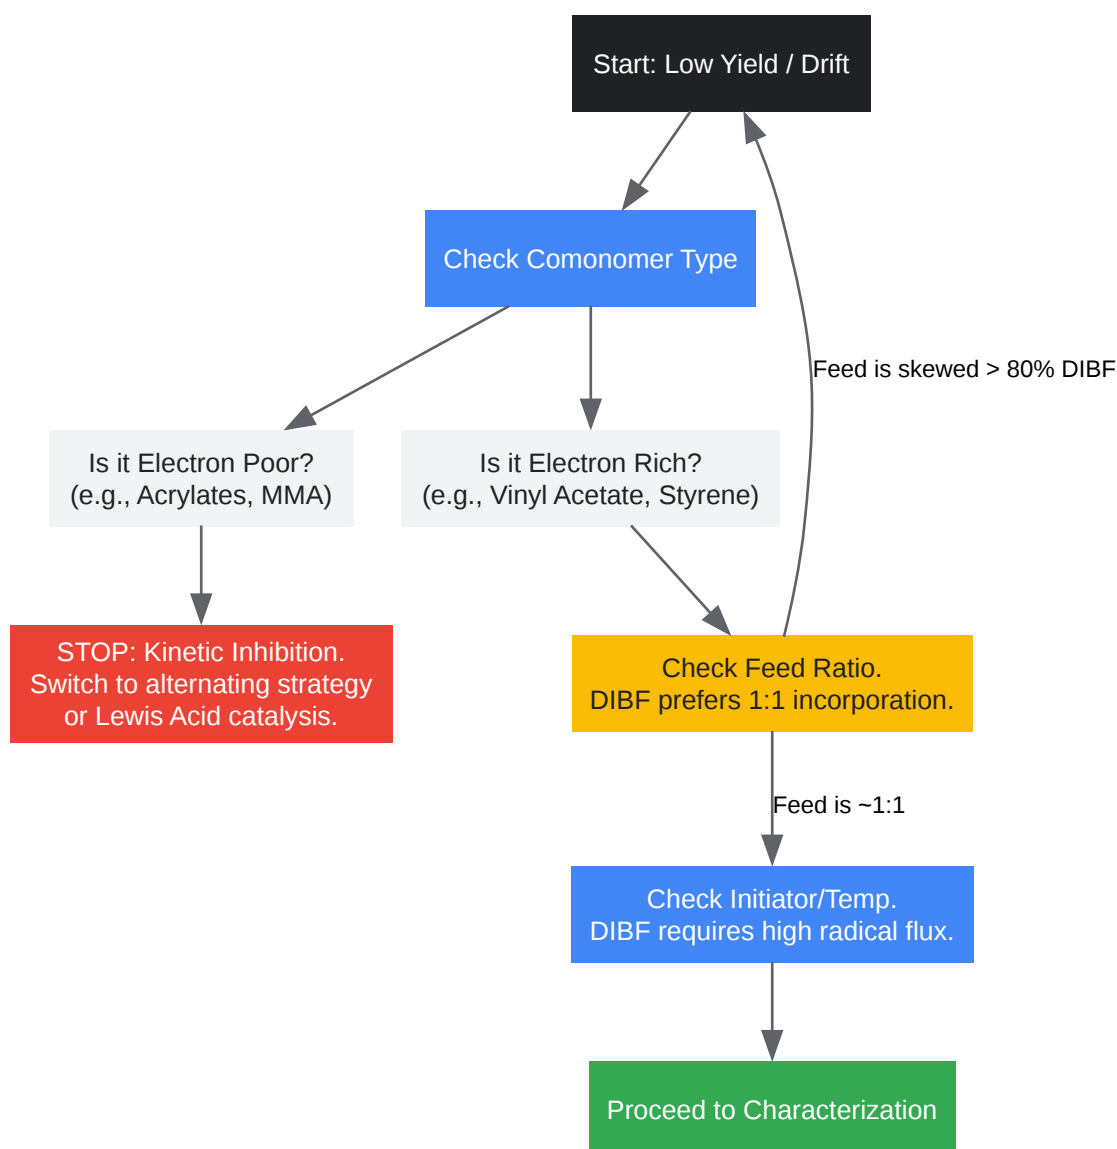 Start: Low Yield / Drift
Check Comonomer Type
Feed is skewed > 80% DIBF
Is it Electron Poor?
(e.g., Acrylates, MMA)
Is it Electron Rich?
(e.g., Vinyl Acetate, Styrene)
STOP: Kinetic Inhibition.
Switch to alternating strategy
or Lewis Acid catalysis.
Check Feed Ratio.
DIBF prefers 1:1 incorporation.
Feed is ~1:1
Check Initiator/Temp.
DIBF requires high radical flux.
Proceed to Characterization